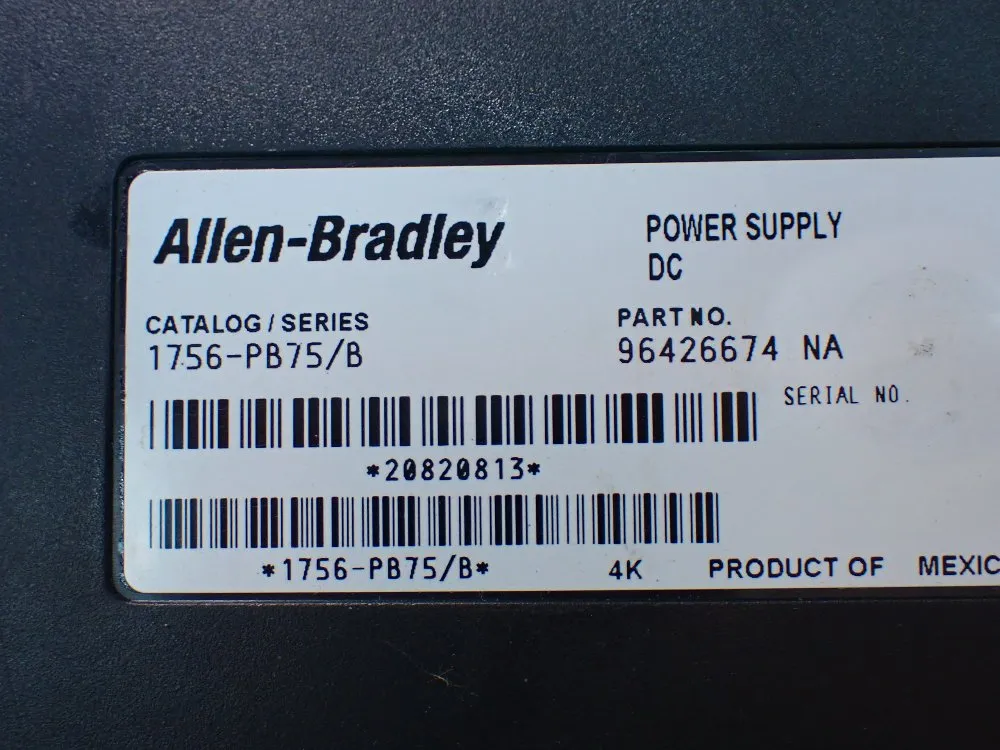 Allen-Bradley
POWER SUPPLY
DC
CATALOG / SERIES
1756-PB75/B
PART NO.
96426674 NA
SERIAL NO.
*20820813*
*1756-PB75/B*
4K
PRODUCT OF MEXIC